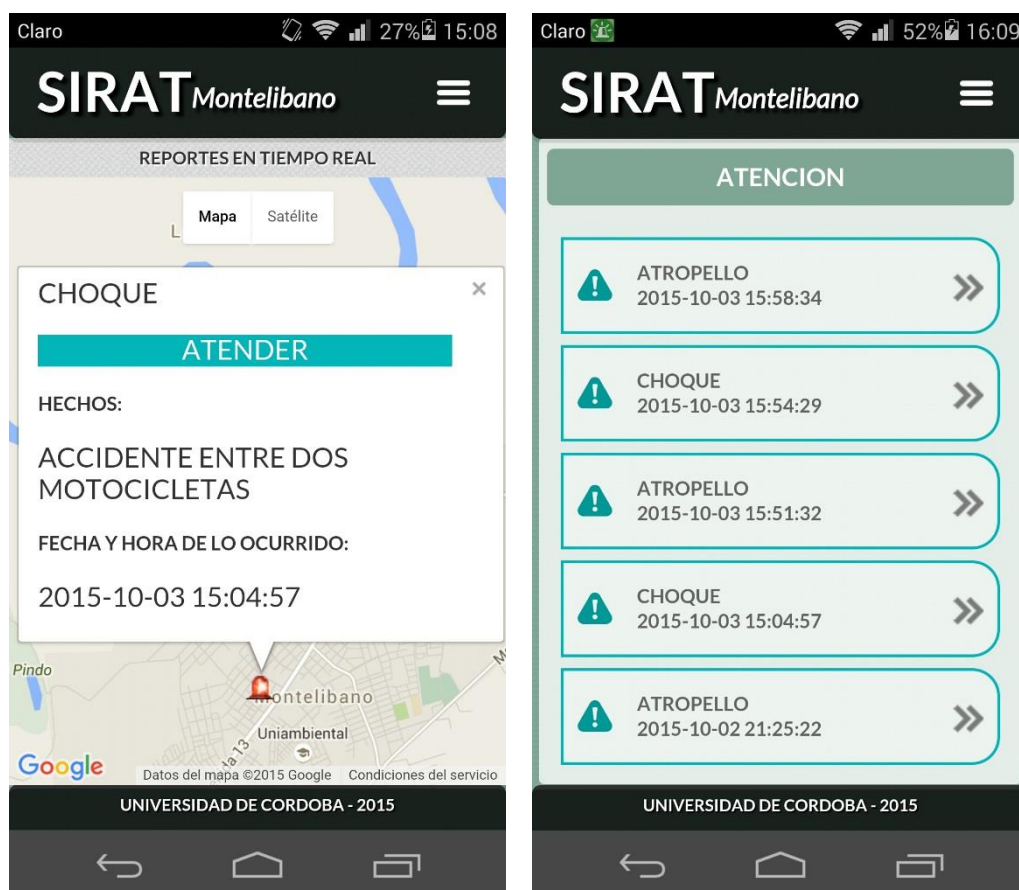 Claro 27% 15:08
SIRAT Montelibano
REPORTES EN TIEMPO REAL
L
Mapa Satélite
CHOQUE ×
ATENDER
HECHOS:
ACCIDENTE ENTRE DOS
MOTOCICLETAS
FECHA Y HORA DE LO OCURRIDO:
2015-10-03 15:04:57
Pindo
Montelibano
Uniambiental
Google Datos del mapa ©2015 Google Condiciones del servicio
UNIVERSIDAD DE CORDOBA - 2015
Claro 52% 16:09
SIRAT Montelibano
ATENCION
ATROPELLO
2015-10-03 15:58:34
CHOQUE
2015-10-03 15:54:29
ATROPELLO
2015-10-03 15:51:32
CHOQUE
2015-10-03 15:04:57
ATROPELLO
2015-10-02 21:25:22
UNIVERSIDAD DE CORDOBA - 2015